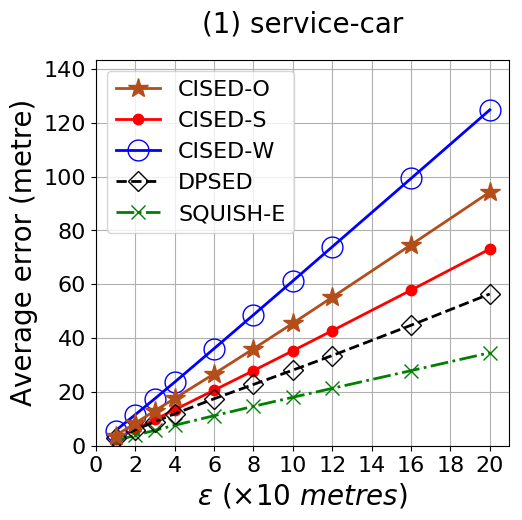 (1) service-car
Average error (metre)
140
120
100
80
60
40
20
0
CISED-O
CISED-S
CISED-W
DPSED
SQUISH-E
0 2 4 6 8 10 12 14 16 18 20
ε (×10 metres)